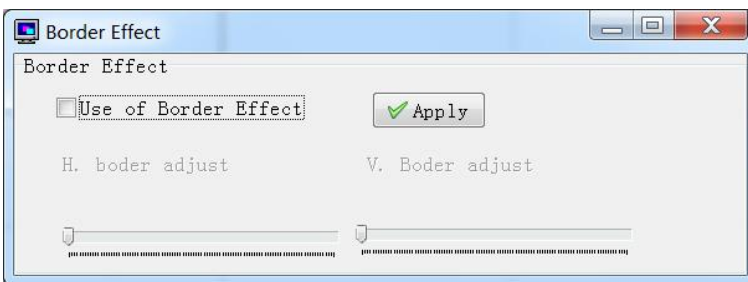 Border Effect
Border Effect
Use of Border Effect
Apply
H. boder adjust
V. Boder adjust